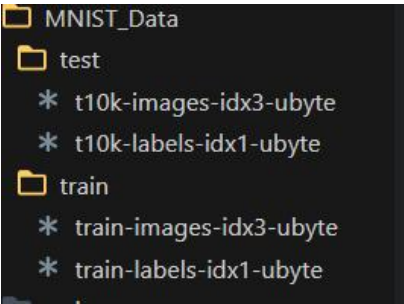 MNIST_Data
test
t10k-images-idx3-ubyte
t10k-labels-idx1-ubyte
train
train-images-idx3-ubyte
train-labels-idx1-ubyte